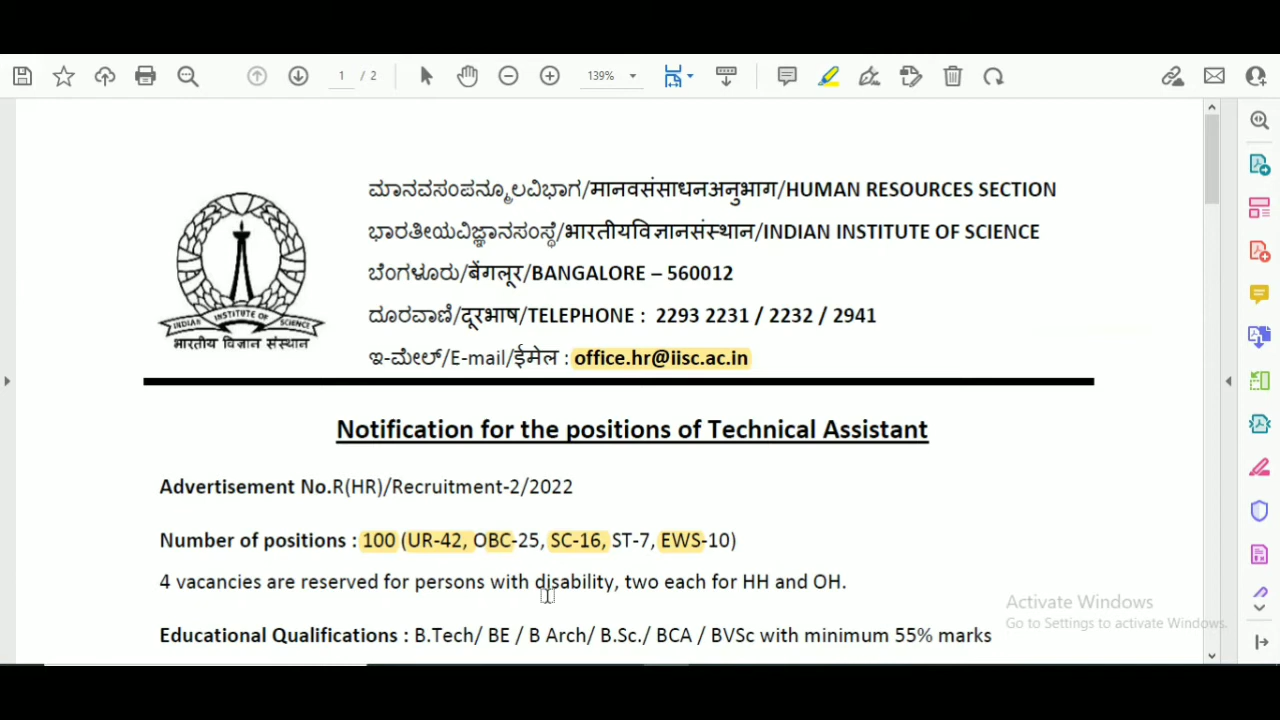 1 / 2
139%
ಮಾನವಸಂಪನ್ಮೂಲವಿಭಾಗ/मानवसंसाधनअनुभाग/HUMAN RESOURCES SECTION
ಭಾರತೀಯವಿಜ್ಞಾನಸಂಸ್ಥೆ/भारतीयविज्ञानसंस्थान/INDIAN INSTITUTE OF SCIENCE
ಬೆಂಗಳೂರು/बेंगलूर/BANGALORE – 560012
ದೂರವಾಣಿ/दूरभाष/TELEPHONE : 2293 2231 / 2232 / 2941
ಇ-ಮೇಲ್/E-mail/ईमेल : office.hr@iisc.ac.in
INDIAN INSTITUTE OF SCIENCE
भारतीय विज्ञान संस्थान
Notification for the positions of Technical Assistant
Advertisement No.R(HR)/Recruitment-2/2022
Number of positions : 100 (UR-42, OBC-25, SC-16, ST-7, EWS-10)
4 vacancies are reserved for persons with disability, two each for HH and OH.
Activate Windows
Go to Settings to activate Windows.
Educational Qualifications : B.Tech/ BE / B Arch/ B.Sc./ BCA / BVSc with minimum 55% marks